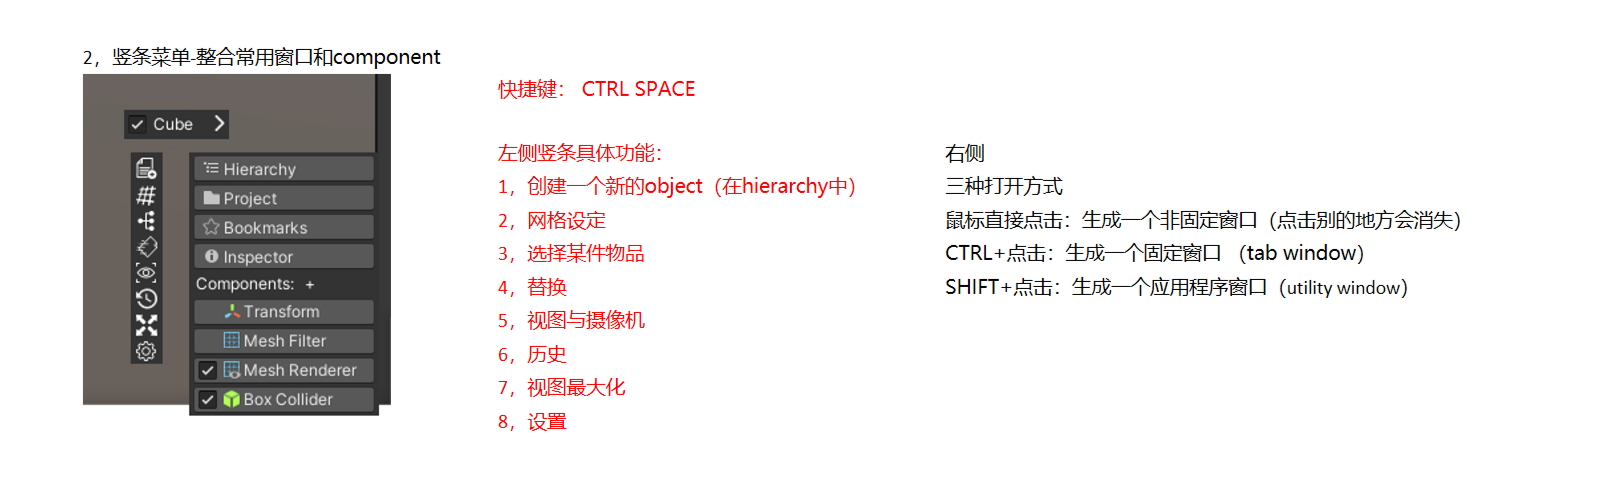 2，竖条菜单-整合常用窗口和component
Cube
Hierarchy
Project
Bookmarks
Inspector
Components: +
Transform
Mesh Filter
Mesh Renderer
Box Collider
快捷键： CTRL SPACE
左侧竖条具体功能：
1，创建一个新的object（在hierarchy中）
2，网格设定
3，选择某件物品
4，替换
5，视图与摄像机
6，历史
7，视图最大化
8，设置
右侧
三种打开方式
鼠标直接点击：生成一个非固定窗口（点击别的地方会消失）
CTRL+点击：生成一个固定窗口 （tab window）
SHIFT+点击：生成一个应用程序窗口（utility window）